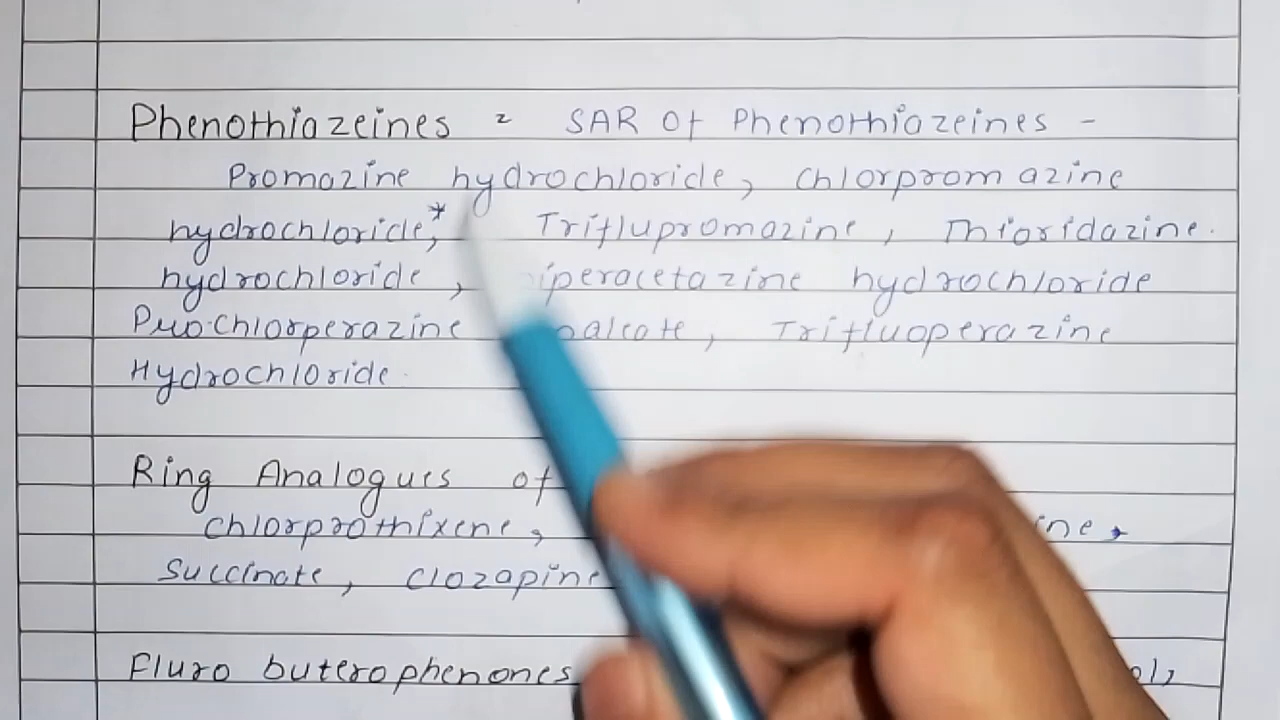 Phenothiazeines = SAR of Phenothiazeines -
Promazine hydrochloride, chlorpromazine
hydrochloride,* Triflupromazine, Thioridazine.
hydrochloride, iperacetazine hydrochloride
Prochlorperazine maleate, Trifluoperazine
Hydrochloride.
Ring Analogues of
chlorprothixene,
Succinate, clozapine
Fluro buterophenones